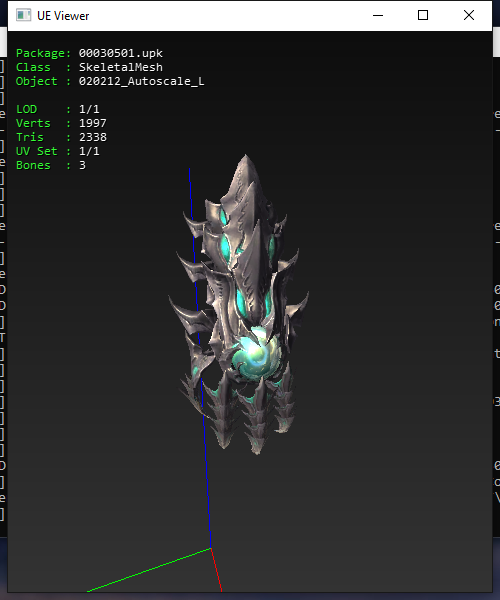 UE Viewer
Package: 00030501.upk
Class  : SkeletalMesh
Object : 020212_Autoscale_L
LOD    : 1/1
Verts  : 1997
Tris   : 2338
UV Set : 1/1
Bones  : 3